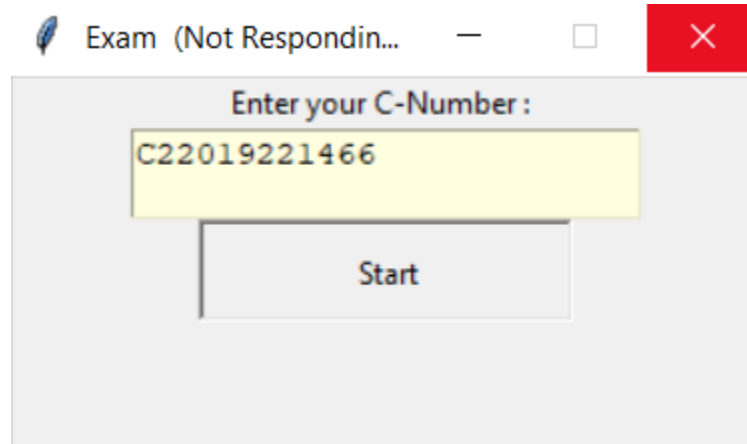 Exam (Not Respondin...
Enter your C-Number :
C22019221466
Start